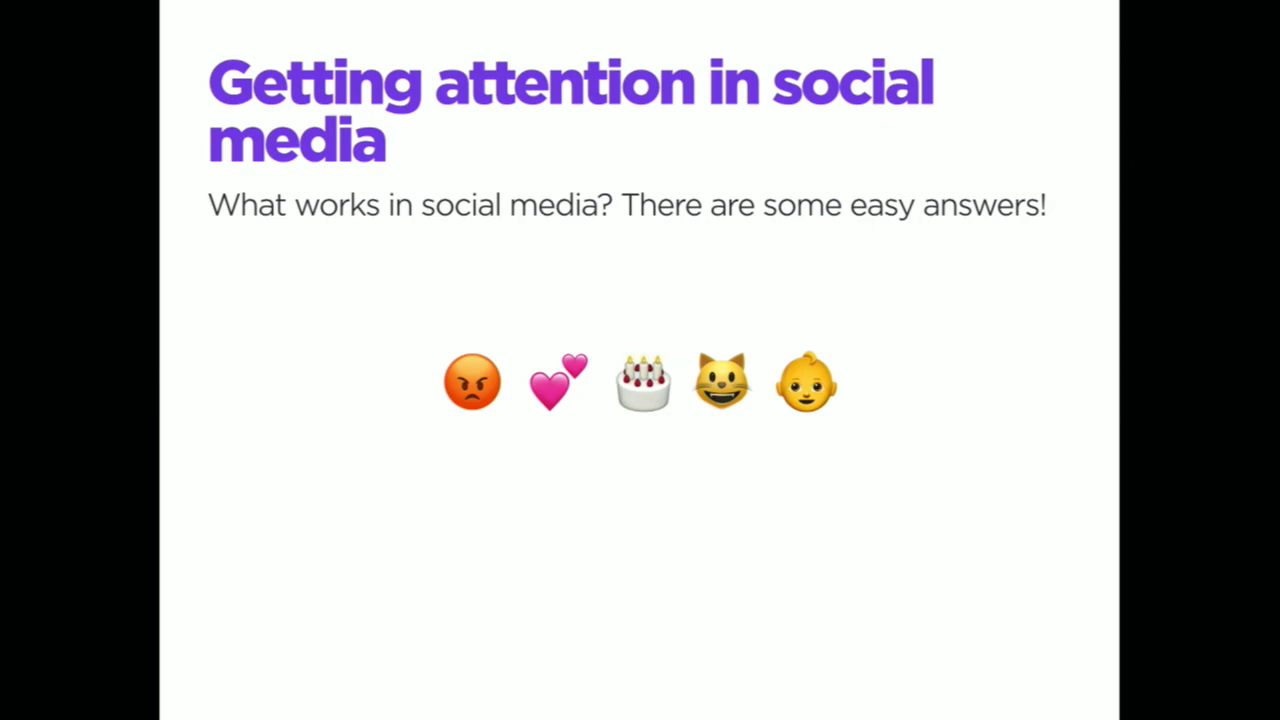 Getting attention in social
media
What works in social media? There are some easy answers!